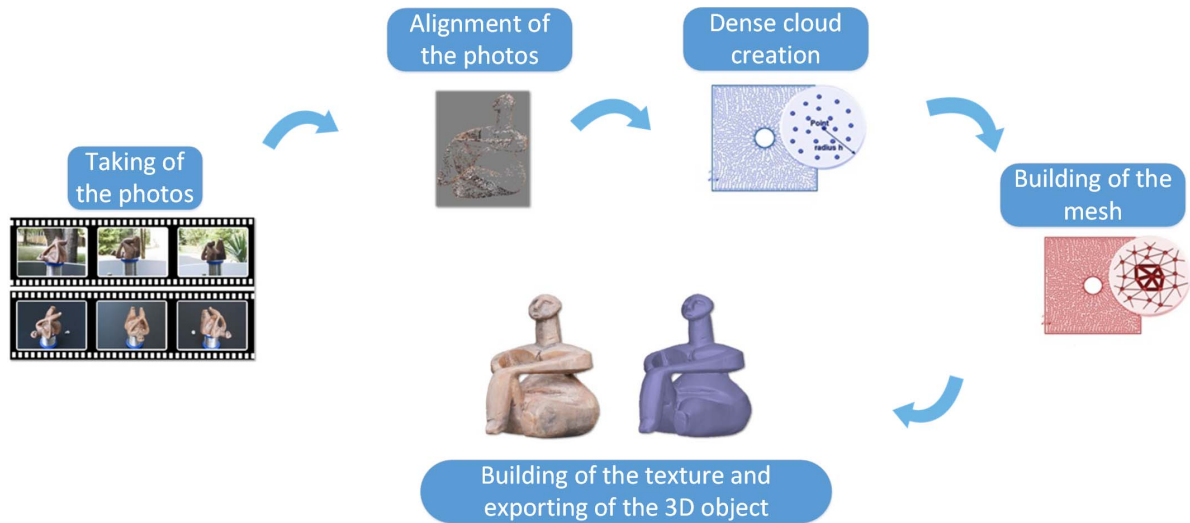 Taking of
the photos
Alignment of
the photos
Dense cloud
creation
Point
radius h
Building of the
mesh
Building of the texture and
exporting of the 3D object